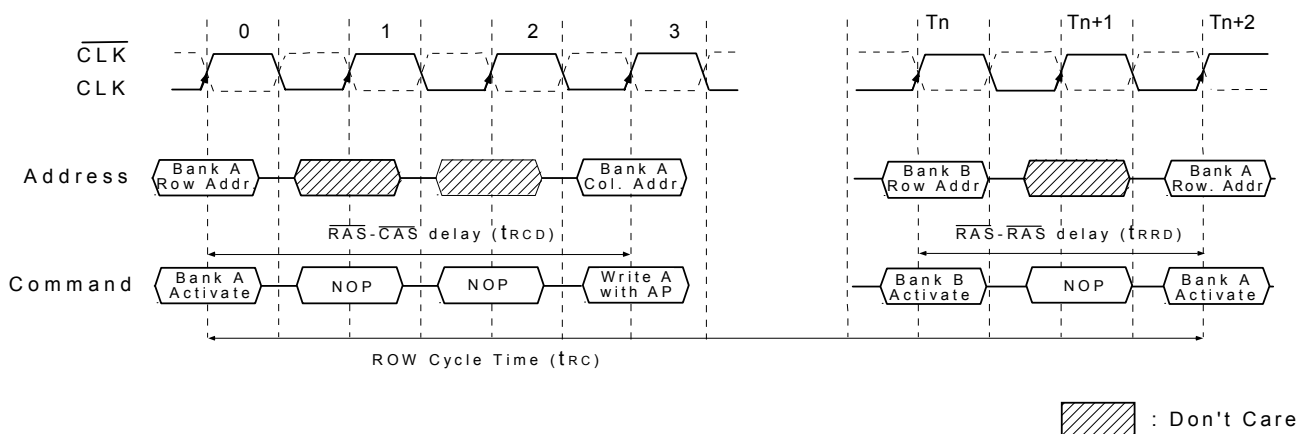 0 1 2 3 Tn Tn+1 Tn+2
CLK
CLK
Address
Bank A
Row Addr.
Bank A
Col. Addr.
Bank B
Row Addr.
Bank A
Row. Addr.
RAS-CAS delay (tRCD)
RAS-RAS delay (tRRD)
Command
Bank A
Activate
NOP
NOP
Write A
with AP
Bank B
Activate
NOP
Bank A
Activate
ROW Cycle Time (tRC)
: Don't Care